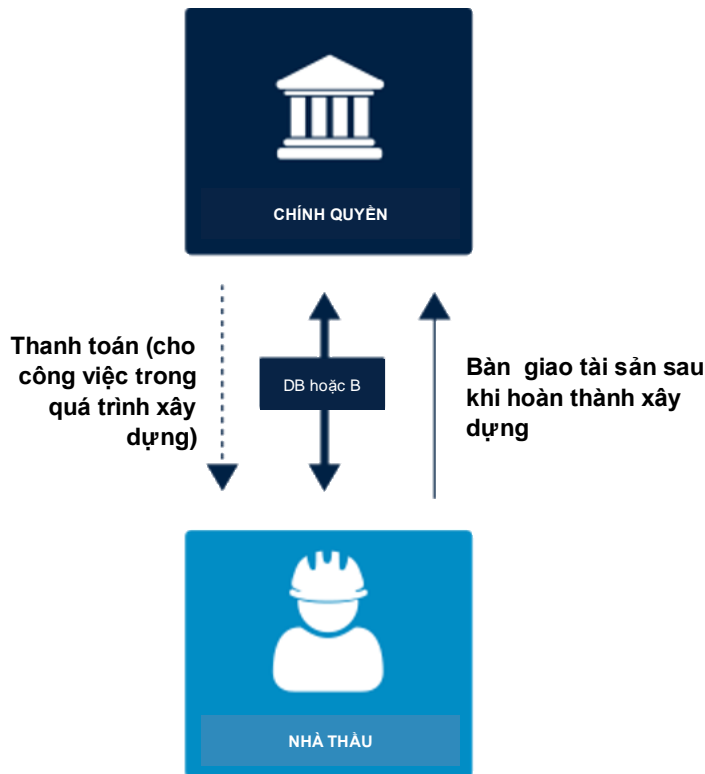 CHÍNH QUYỀN
Thanh toán (cho
công việc trong
quá trình xây
dựng)
DB hoặc B
Bàn giao tài sản sau
khi hoàn thành xây
dựng
NHÀ THẦU